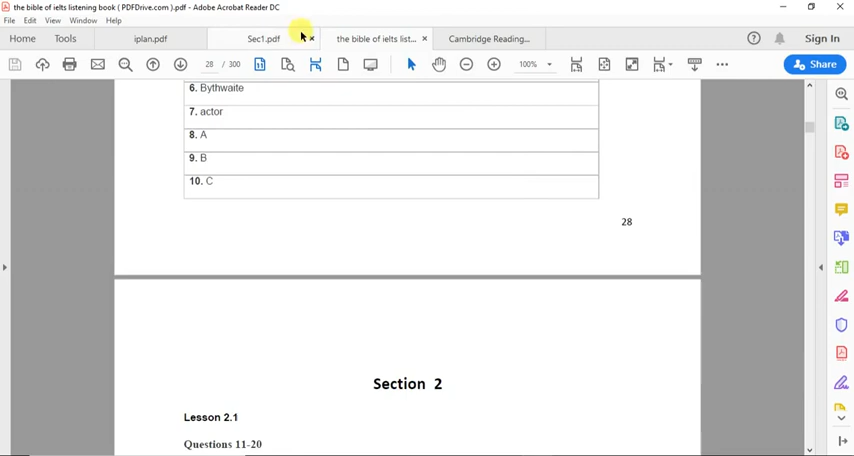 the bible of ielts listening book ( PDFDrive.com ).pdf - Adobe Acrobat Reader DC
File Edit View Window Help
Home Tools iplan.pdf Sec1.pdf × the bible of ielts list... × Cambridge Reading... Sign In
28 / 300 100% Share
6. Bythwaite
7. actor
8. A
9. B
10. C
28
Section 2
Lesson 2.1
Questions 11-20